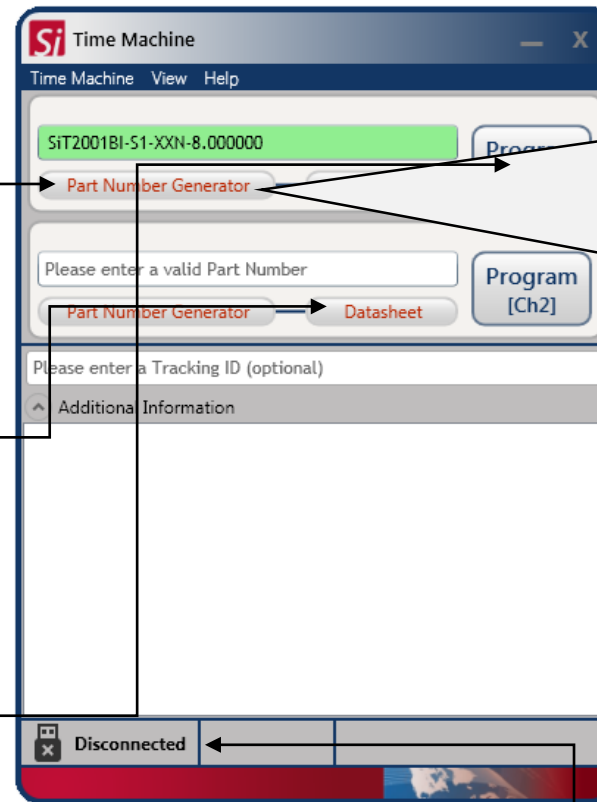 Si Time Machine
Time Machine View Help
SiT2001BI-S1-XXN-8.000000
Part Number Generator
Please enter a valid Part Number
Program
[Ch2]
Part Number Generator Datasheet
Please enter a Tracking ID (optional)
Additional Information
Disconnected